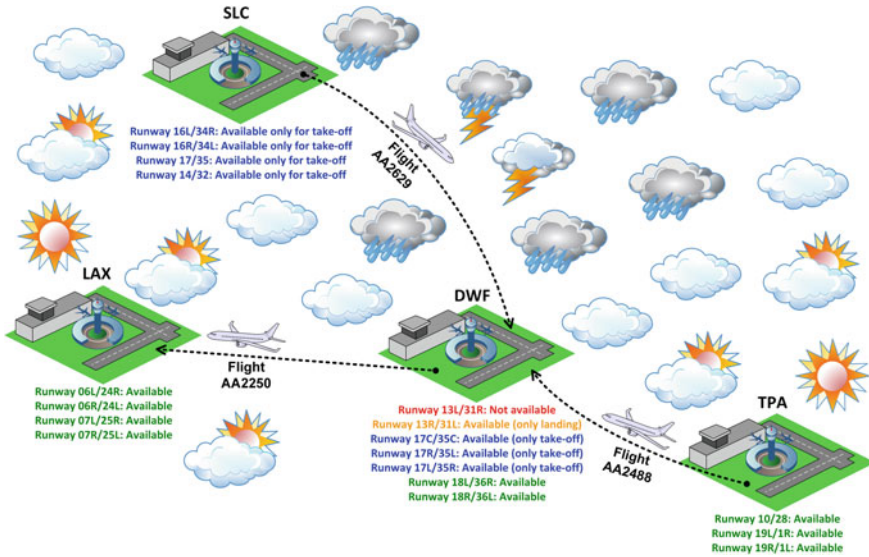 SLC
Runway 16L/34R: Available only for take-off
Runway 16R/34L: Available only for take-off
Runway 17/35: Available only for take-off
Runway 14/32: Available only for take-off
Flight
AA2629
LAX
Runway 06L/24R: Available
Runway 06R/24L: Available
Runway 07L/25R: Available
Runway 07R/25L: Available
Flight
AA2250
DWF
Runway 13L/31R: Not available
Runway 13R/31L: Available (only landing)
Runway 17C/35C: Available (only take-off)
Runway 17R/35L: Available (only take-off)
Runway 17L/35R: Available (only take-off)
Runway 18L/36R: Available
Runway 18R/36L: Available
Flight
AA2488
TPA
Runway 10/28: Available
Runway 19L/1R: Available
Runway 19R/1L: Available